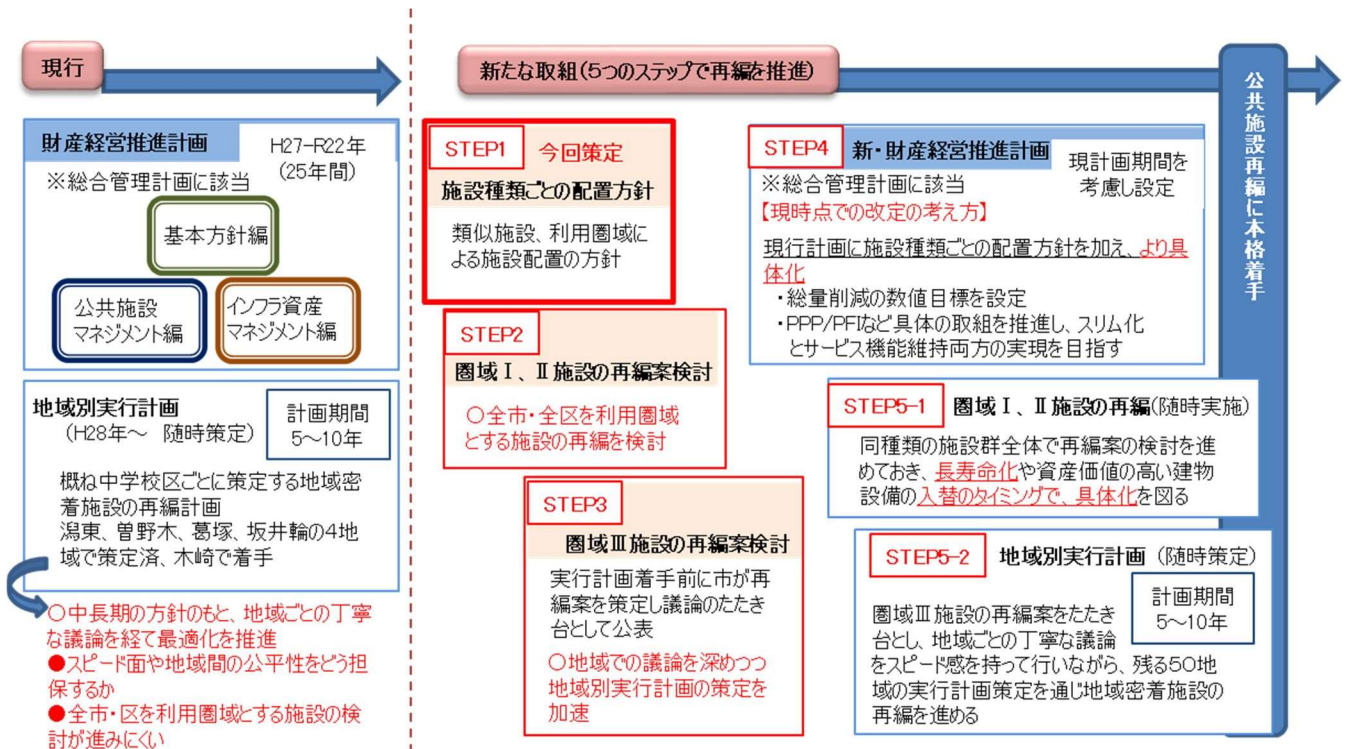 現行
財産経営推進計画
H27-R22年
(25年間)
※総合管理計画に該当
基本方針編
公共施設
マネジメント編
インフラ資産
マネジメント編
地域別実行計画
(H28年～ 随時策定)
計画期間
5～10年
概ね中学校区ごとに策定する地域密
着施設の再編計画
潟東、曽野木、葛塚、坂井輪の4地
域で策定済、木崎で着手
○中長期の方針のもと、地域ごとの丁寧
な議論を経て最適化を推進
●スピード面や地域間の公平性をどう担
保するか
●全市・区を利用圏域とする施設の検
討が進みにくい
新たな取組(5つのステップで再編を推進)
STEP1 今回策定
施設種類ごとの配置方針
類似施設、利用圏域に
よる施設配置の方針
STEP2
圏域Ⅰ、Ⅱ施設の再編案検討
○全市・全区を利用圏域
とする施設の再編を検討
STEP3
圏域Ⅲ施設の再編案検討
実行計画着手前に市が再
編案を策定し議論のたたき
台として公表
○地域での議論を深めつつ
地域別実行計画の策定を
加速
STEP4 新・財産経営推進計画
現計画期間を
考慮し設定
※総合管理計画に該当
【現時点での改定の考え方】
現行計画に施設種類ごとの配置方針を加え、より具
体化
・総量削減の数値目標を設定
・PPP/PFIなど具体の取組を推進し、スリム化
とサービス機能維持両方の実現を目指す
STEP5-1 圏域Ⅰ、Ⅱ施設の再編(随時実施)
同種類の施設群全体で再編案の検討を進
めておき、長寿命化や資産価値の高い建物
設備の入替のタイミングで、具体化を図る
STEP5-2 地域別実行計画 (随時策定)
計画期間
5～10年
圏域Ⅲ施設の再編案をたたき
台とし、地域ごとの丁寧な議論
をスピード感を持って行いながら、残る50地
域の実行計画策定を通じ地域密着施設の
再編を進める
公共施設再編に本格着手